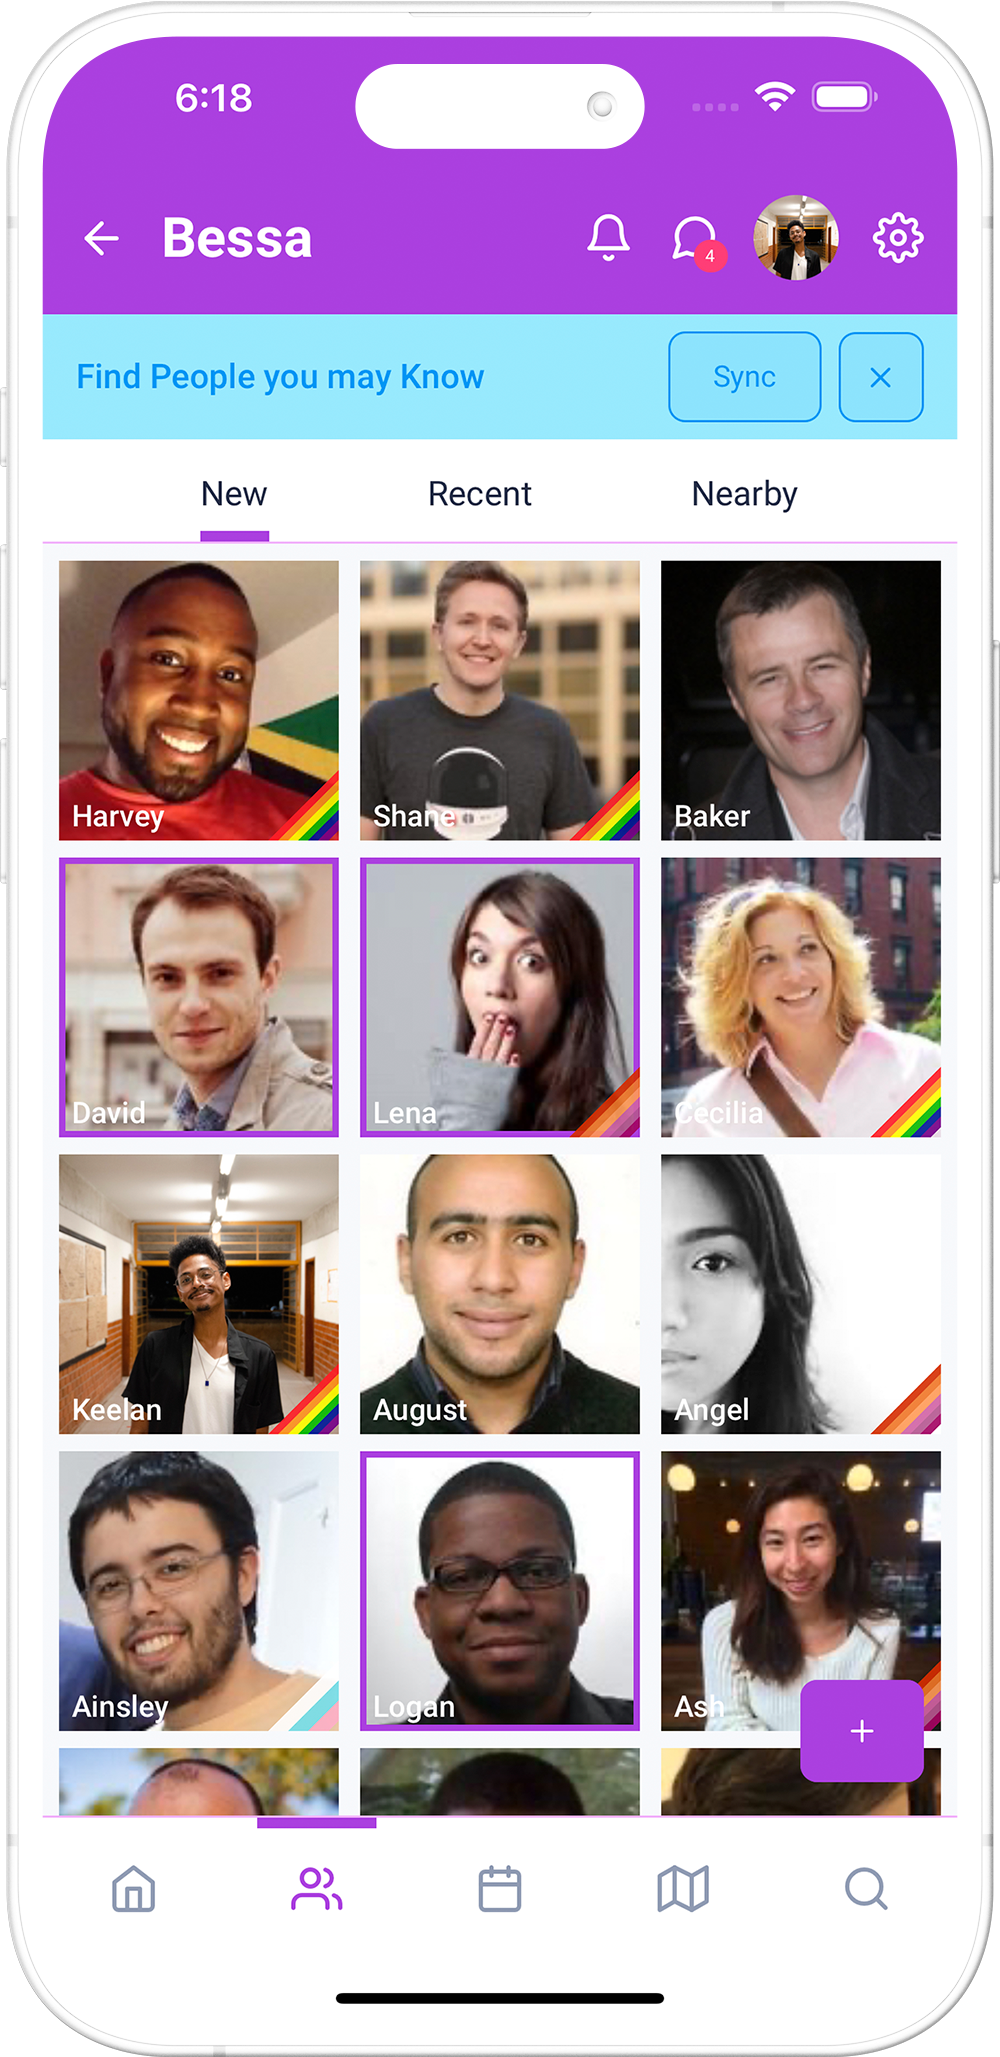 6:18
Bessa
4
Find People you may Know
Sync
New
Recent
Nearby
Harvey
Shane
Baker
David
Lena
Cecilia
Keelan
August
Angel
Ainsley
Logan
Ash